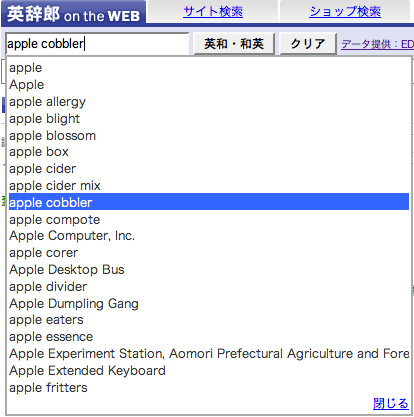 英辞郎 on the WEB サイト検索 ショップ検索
apple cobbler 英和・和英 クリア データ提供：ED
apple
Apple
apple allergy
apple blight
apple blossom
apple box
apple cider
apple cider mix
apple cobbler
apple compote
Apple Computer, Inc.
apple corer
Apple Desktop Bus
apple divider
Apple Dumpling Gang
apple eaters
apple essence
Apple Experiment Station, Aomori Prefectural Agriculture and Fore
Apple Extended Keyboard
apple fritters
閉じる